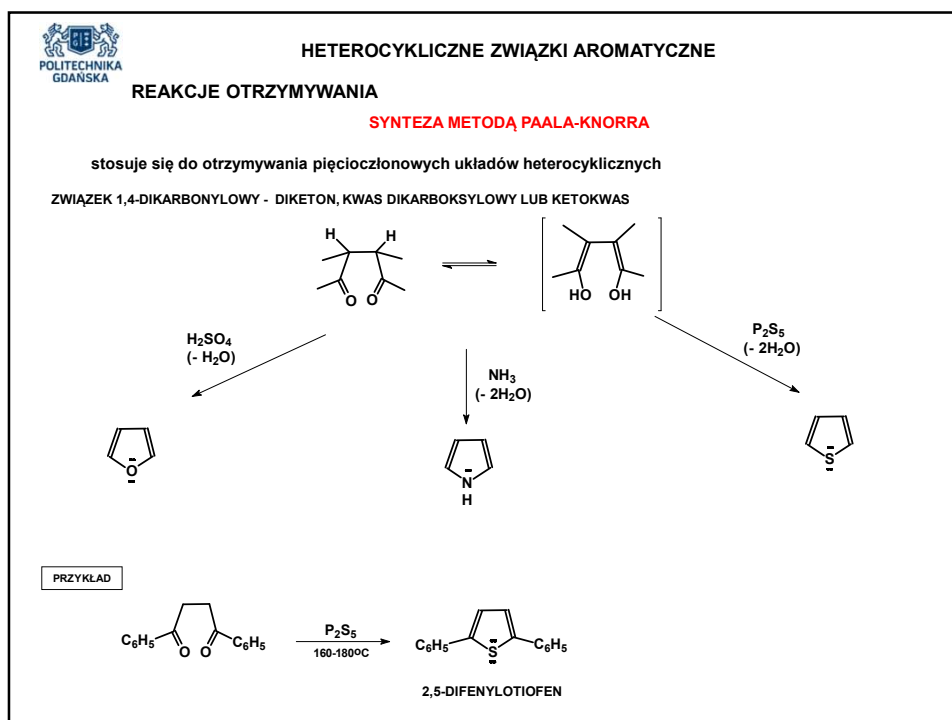 POLITECHNIKA
GDAŃSKA
HETEROCYKLICZNE ZWIĄZKI AROMATYCZNE
REAKCJE OTRZYMYWANIA
SYNTEZA METODĄ PAALA-KNORRA
stosuje się do otrzymywania pięcioczłonowych układów heterocyklicznych
ZWIĄZEK 1,4-DIKARBONYLOWY - DIKETON, KWAS DIKARBOKSYLOWY LUB KETOKWAS
H H
O O
HO OH
H₂SO₄
(- H₂O)
NH₃
(- 2H₂O)
P₂S₅
(- 2H₂O)
O
N
H
S
PRZYKŁAD
C₆H₅ O O C₆H₅
P₂S₅
160-180ºC
C₆H₅ S C₆H₅
2,5-DIFENYLOTIOFEN